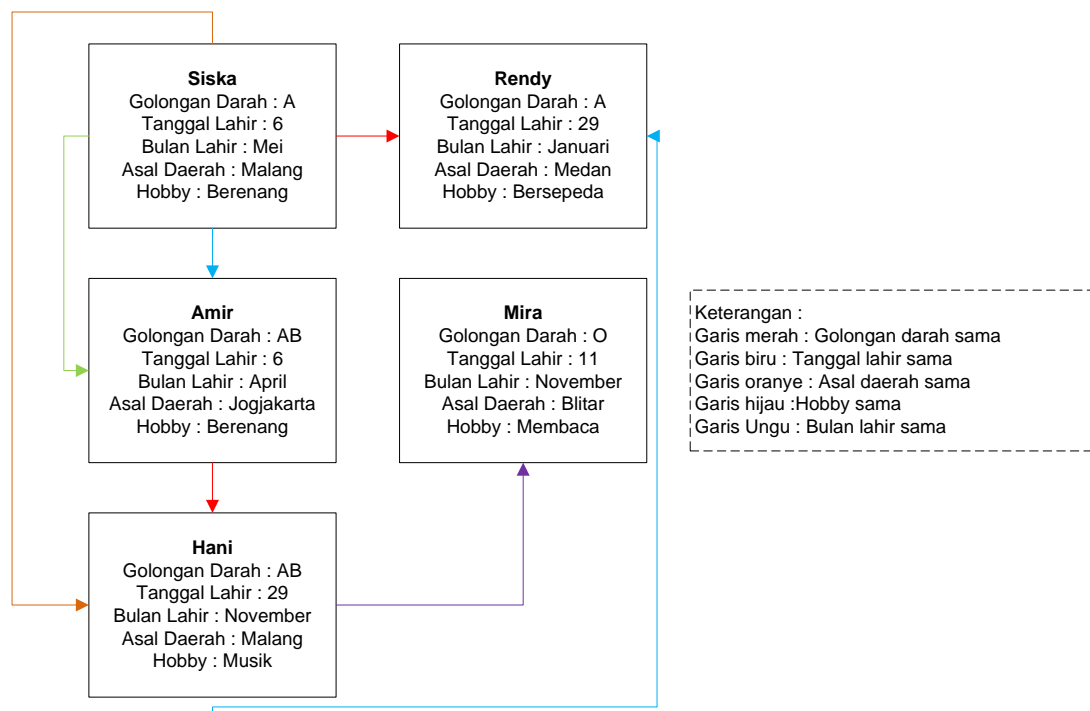 Siska
Golongan Darah : A
Tanggal Lahir : 6
Bulan Lahir : Mei
Asal Daerah : Malang
Hobby : Berenang
Rendy
Golongan Darah : A
Tanggal Lahir : 29
Bulan Lahir : Januari
Asal Daerah : Medan
Hobby : Bersepeda
Amir
Golongan Darah : AB
Tanggal Lahir : 6
Bulan Lahir : April
Asal Daerah : Jogjakarta
Hobby : Berenang
Mira
Golongan Darah : O
Tanggal Lahir : 11
Bulan Lahir : November
Asal Daerah : Blitar
Hobby : Membaca
Keterangan :
Garis merah : Golongan darah sama
Garis biru : Tanggal lahir sama
Garis oranye : Asal daerah sama
Garis hijau :Hobby sama
Garis Ungu : Bulan lahir sama
Hani
Golongan Darah : AB
Tanggal Lahir : 29
Bulan Lahir : November
Asal Daerah : Malang
Hobby : Musik